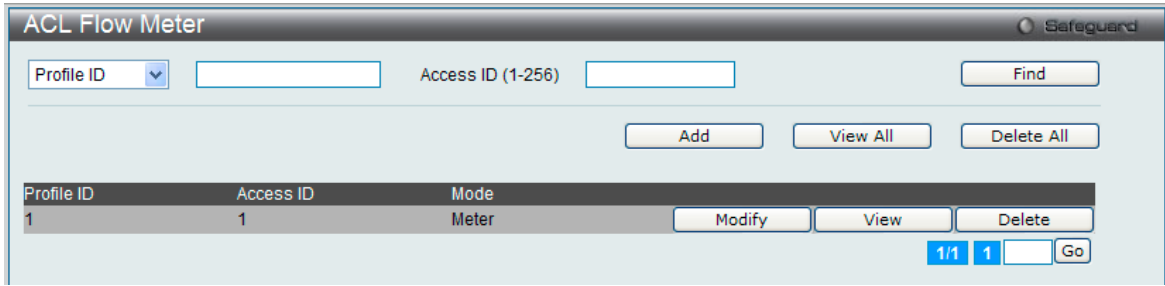 ACL Flow Meter Safeguard
Profile ID Access ID (1-256) Find
Add View All Delete All
Profile ID Access ID Mode
1 1 Meter Modify View Delete
1/1 1 Go